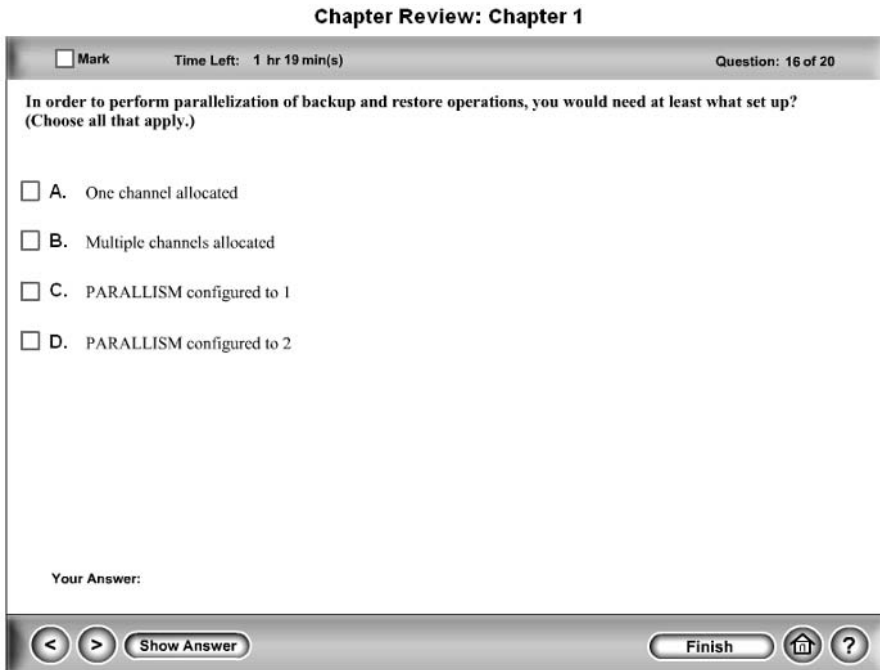 Chapter Review: Chapter 1
Mark Time Left: 1 hr 19 min(s) Question: 16 of 20
In order to perform parallelization of backup and restore operations, you would need at least what set up?
(Choose all that apply.)
A. One channel allocated
B. Multiple channels allocated
C. PARALLISM configured to 1
D. PARALLISM configured to 2
Your Answer:
< > Show Answer Finish ?